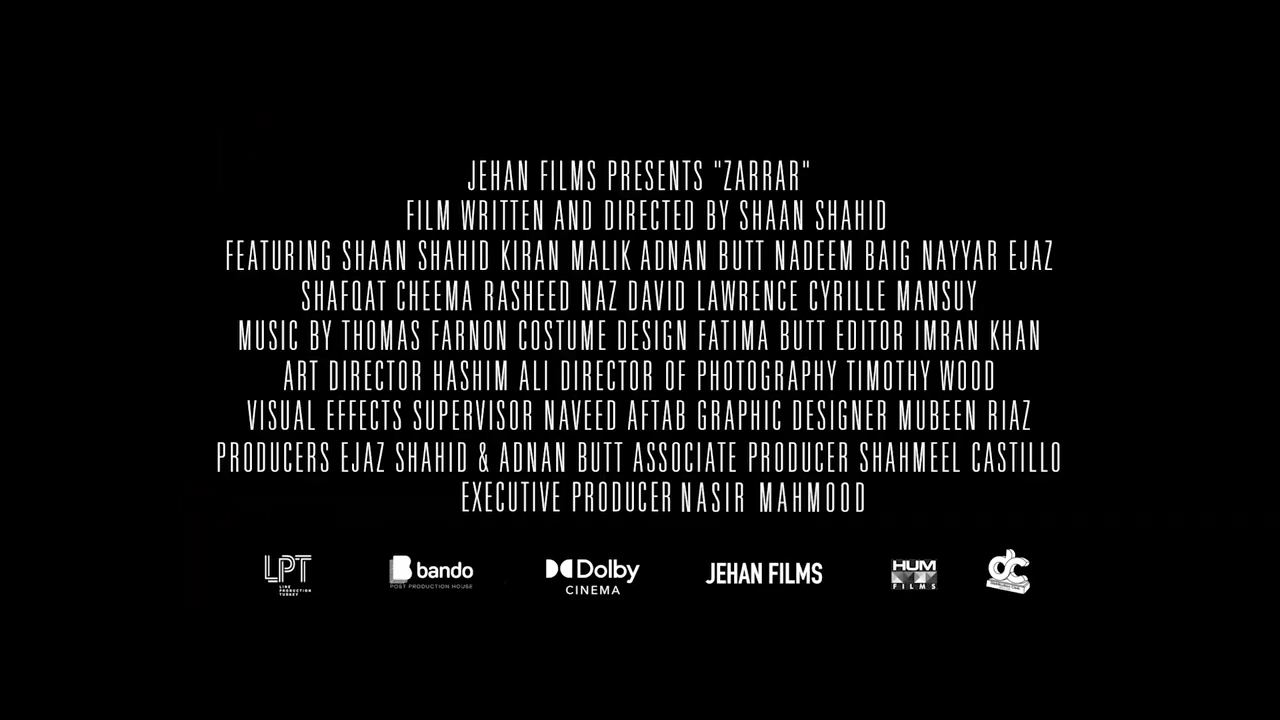 JEHAN FILMS PRESENTS "ZARRAR"
FILM WRITTEN AND DIRECTED BY SHAAN SHAHID
FEATURING SHAAN SHAHID KIRAN MALIK ADNAN BUTT NADEEM BAIG NAYYAR EJAZ
SHAFQAT CHEEMA RASHEED NAZ DAVID LAWRENCE CYRILLE MANSUY
MUSIC BY THOMAS FARNON COSTUME DESIGN FATIMA BUTT EDITOR IMRAN KHAN
ART DIRECTOR HASHIM ALI DIRECTOR OF PHOTOGRAPHY TIMOTHY WOOD
VISUAL EFFECTS SUPERVISOR NAVEED AFTAB GRAPHIC DESIGNER MUBEEN RIAZ
PRODUCERS EJAZ SHAHID & ADNAN BUTT ASSOCIATE PRODUCER SHAHMEEL CASTILLO
EXECUTIVE PRODUCER NASIR MAHMOOD
LPT
LINE
PRODUCTION
TURKEY
bando
POST PRODUCTION HOUSE
Dolby
CINEMA
JEHAN FILMS
HUM
FILMS
dc